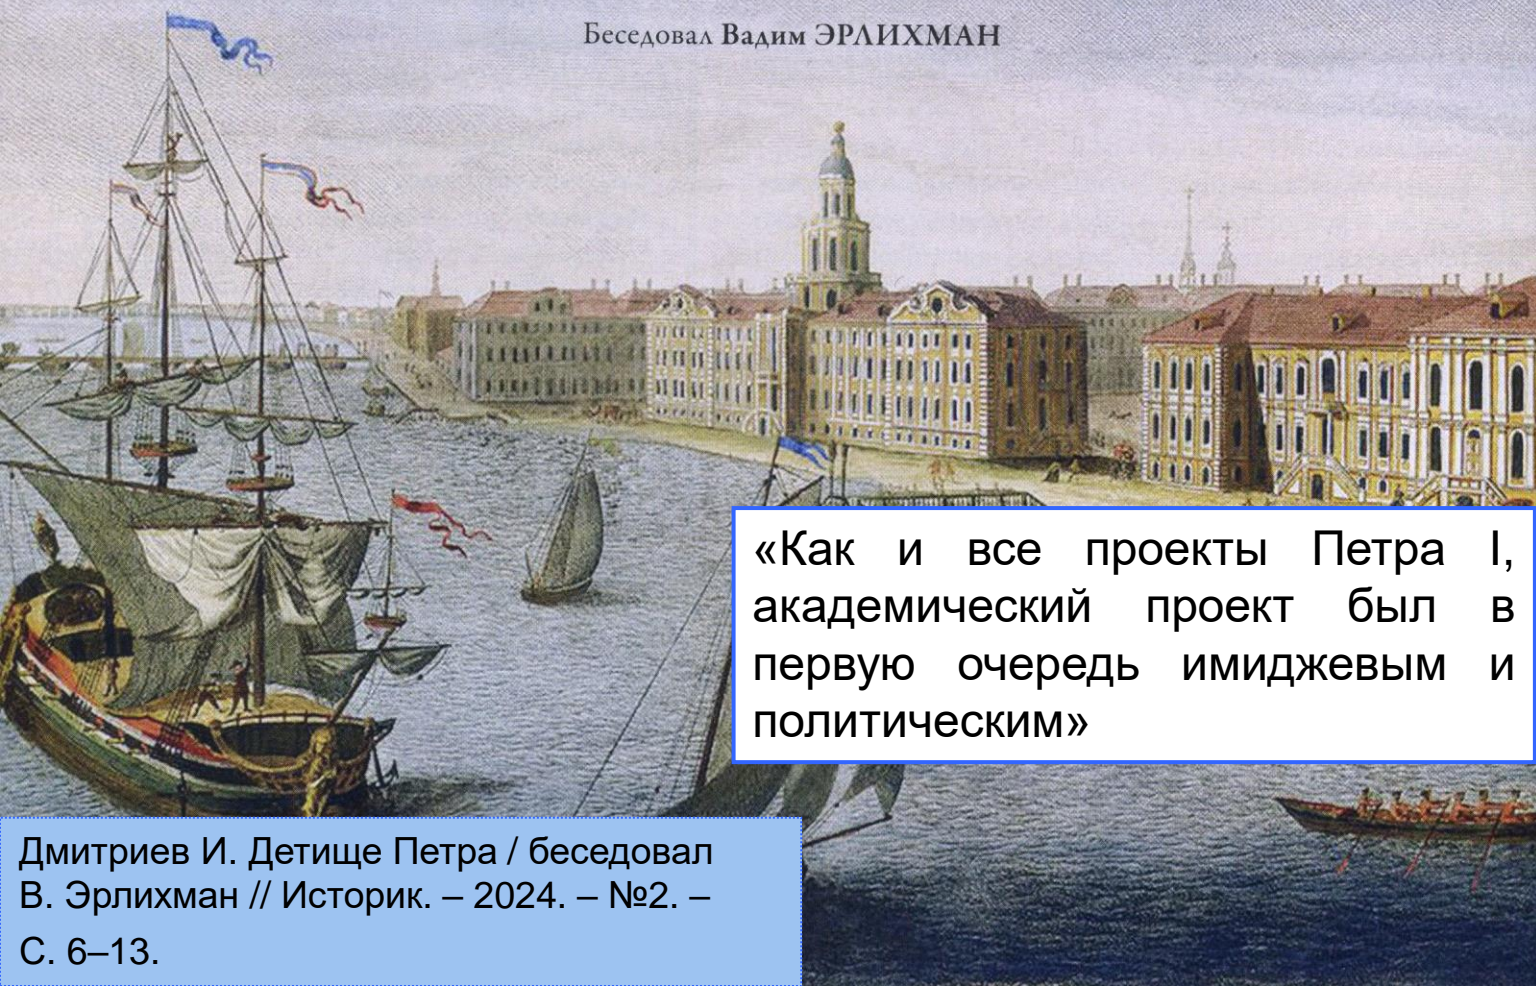 Беседовал Вадим ЭРЛИХМАН
«Как и все проекты Петра I,
академический проект был в
первую очередь имиджевым и
политическим»
Дмитриев И. Детище Петра / беседовал
В. Эрлихман // Историк. – 2024. – №2. –
С. 6–13.